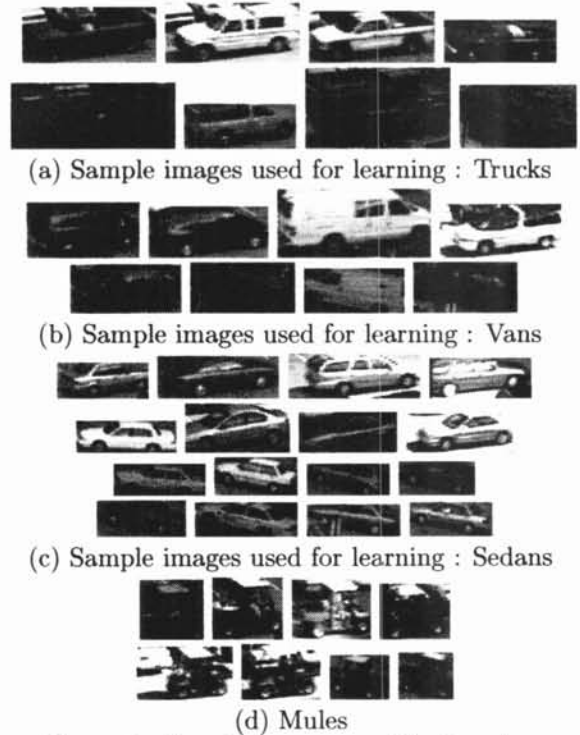 (a) Sample images used for learning : Trucks
(b) Sample images used for learning : Vans
(c) Sample images used for learning : Sedans
(d) Mules